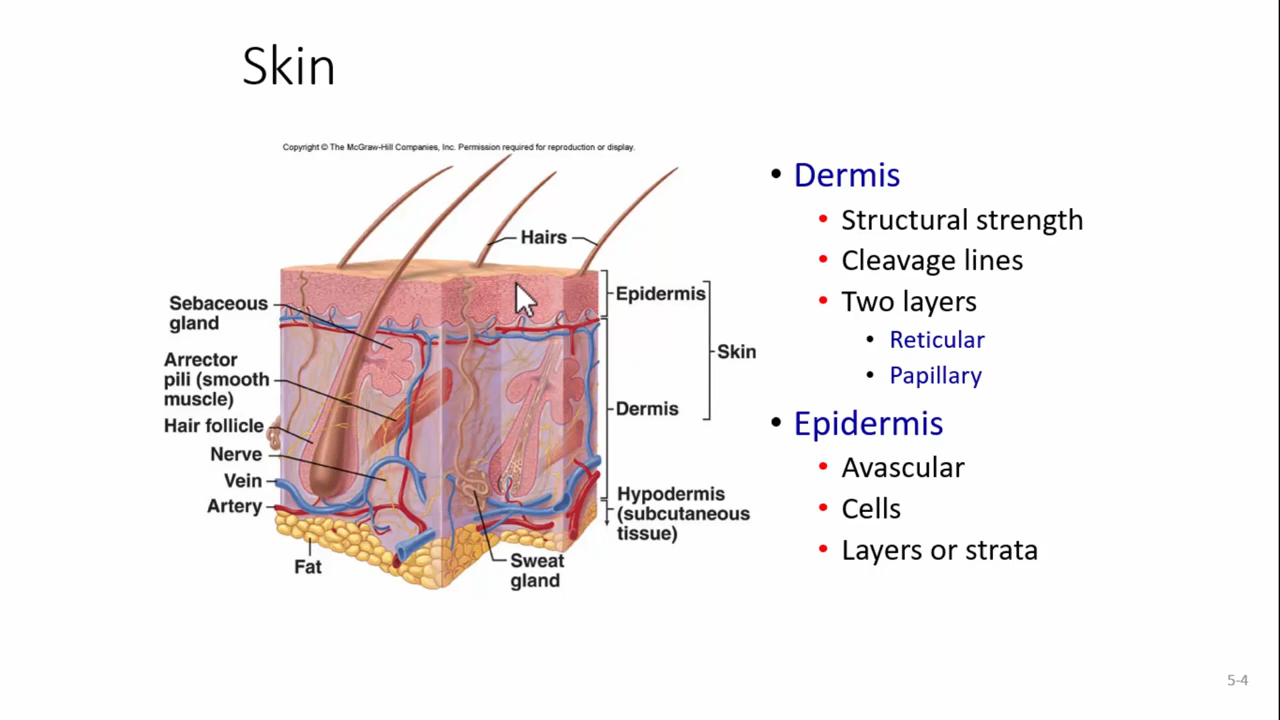 Skin
Copyright © The McGraw-Hill Companies, Inc. Permission required for reproduction or display.
Hairs
Sebaceous
gland
Arrector
pili (smooth
muscle)
Hair follicle
Nerve
Vein
Artery
Fat
Sweat
gland
Epidermis
Skin
Dermis
Hypodermis
(subcutaneous
tissue)
• Dermis
• Structural strength
• Cleavage lines
• Two layers
• Reticular
• Papillary
• Epidermis
• Avascular
• Cells
• Layers or strata
5-4